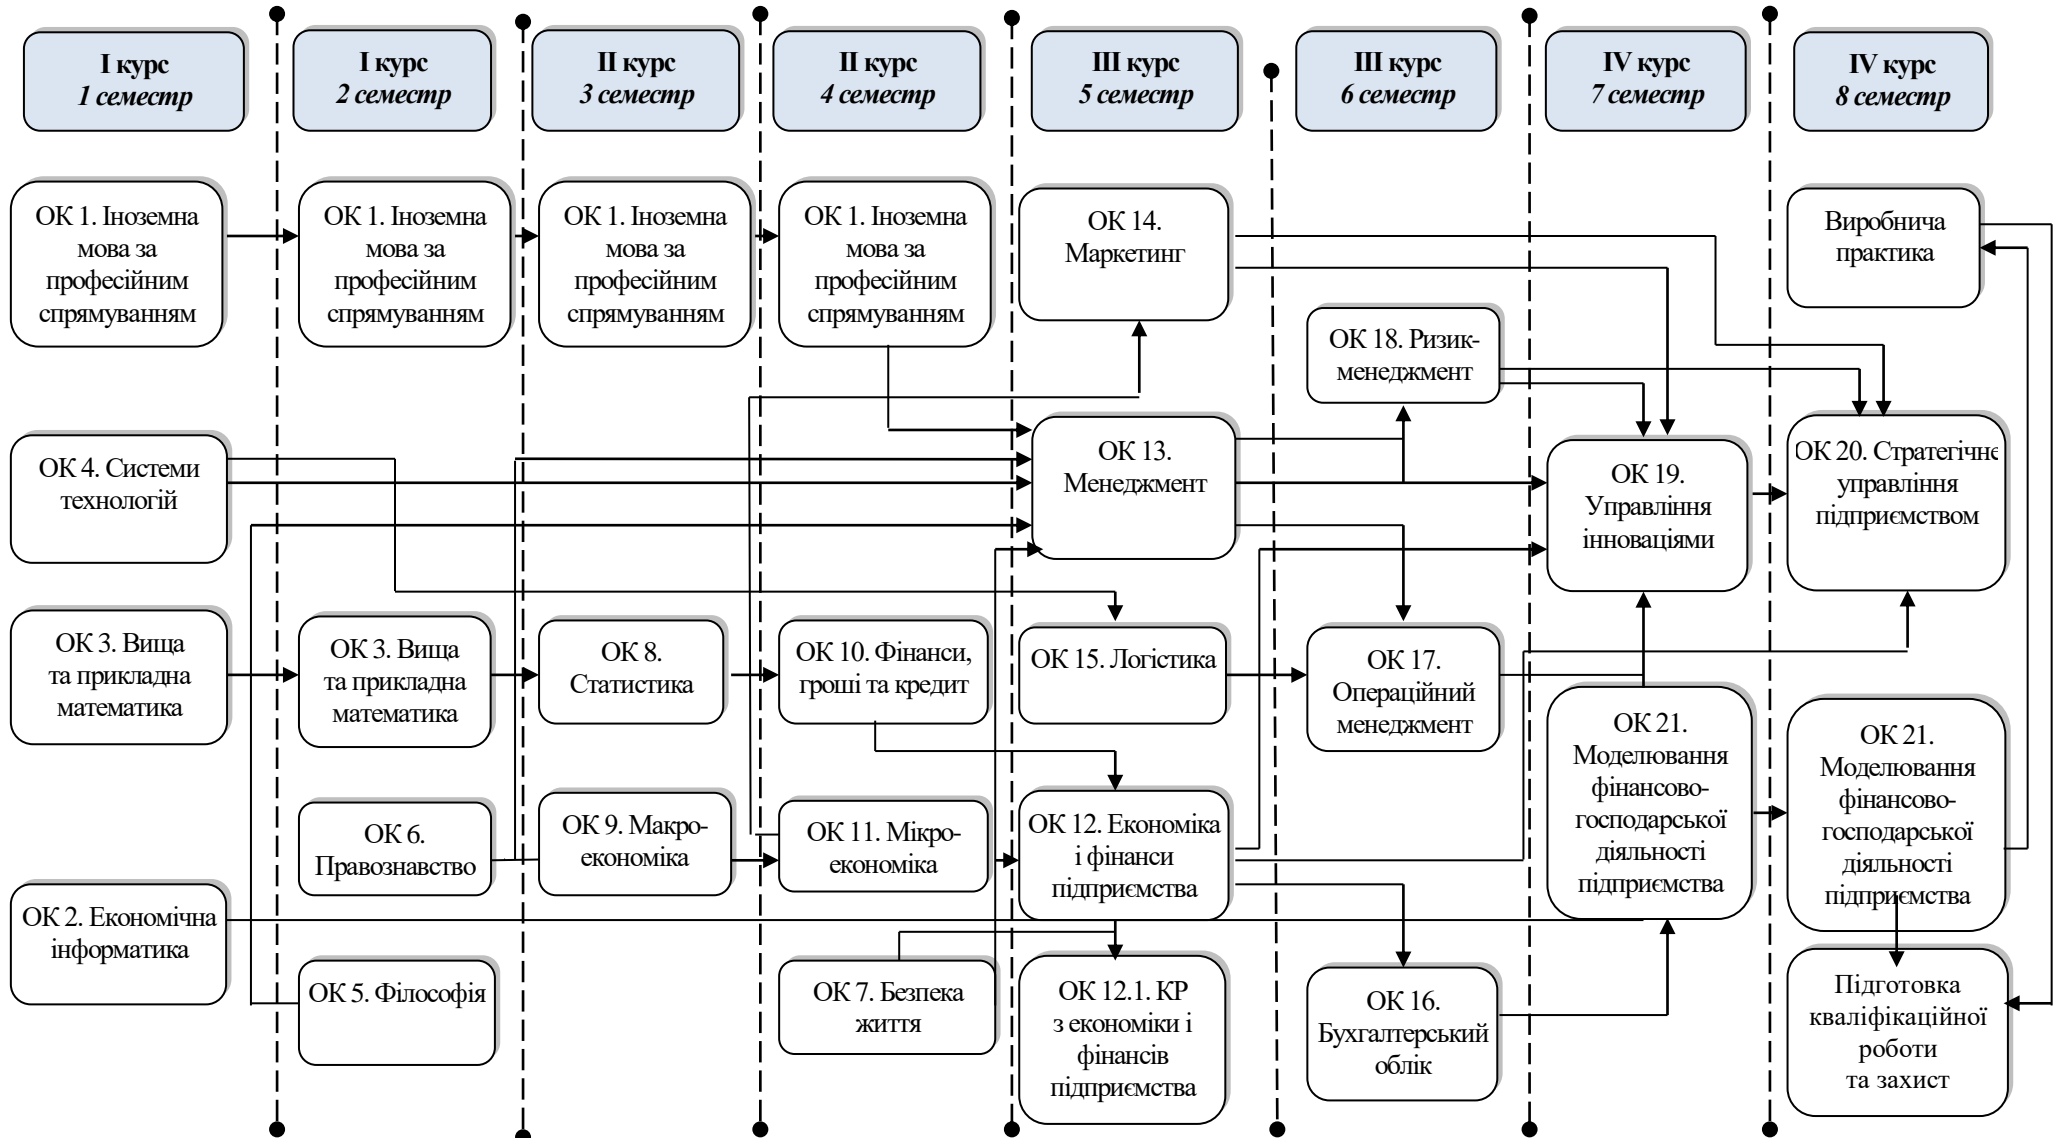 I курс
1 семестр
I курс
2 семестр
II курс
3 семестр
II курс
4 семестр
III курс
5 семестр
III курс
6 семестр
IV курс
7 семестр
IV курс
8 семестр
ОК 1. Іноземна
мова за
професійним
спрямуванням
ОК 1. Іноземна
мова за
професійним
спрямуванням
ОК 1. Іноземна
мова за
професійним
спрямуванням
ОК 1. Іноземна
мова за
професійним
спрямуванням
ОК 14.
Маркетинг
Виробнича
практика
ОК 18. Ризик-
менеджмент
ОК 4. Системи
технологій
ОК 13.
Менеджмент
ОК 19.
Управління
інноваціями
ОК 20. Стратегічне
управління
підприємством
ОК 3. Вища
та прикладна
математика
ОК 3. Вища
та прикладна
математика
ОК 8.
Статистика
ОК 10. Фінанси,
гроші та кредит
ОК 15. Логістика
ОК 17.
Операційний
менеджмент
ОК 21.
Моделювання
фінансово-
господарської
діяльності
підприємства
ОК 21.
Моделювання
фінансово-
господарської
діяльності
підприємства
ОК 6.
Правознавство
ОК 9. Макро-
економіка
ОК 11. Мікро-
економіка
ОК 12. Економіка
і фінанси
підприємства
ОК 2. Економічна
інформатика
ОК 5. Філософія
ОК 7. Безпека
життя
ОК 12.1. КР
з економіки і
фінансів
підприємства
ОК 16.
Бухгалтерський
облік
Підготовка
кваліфікаційної
роботи
та захист